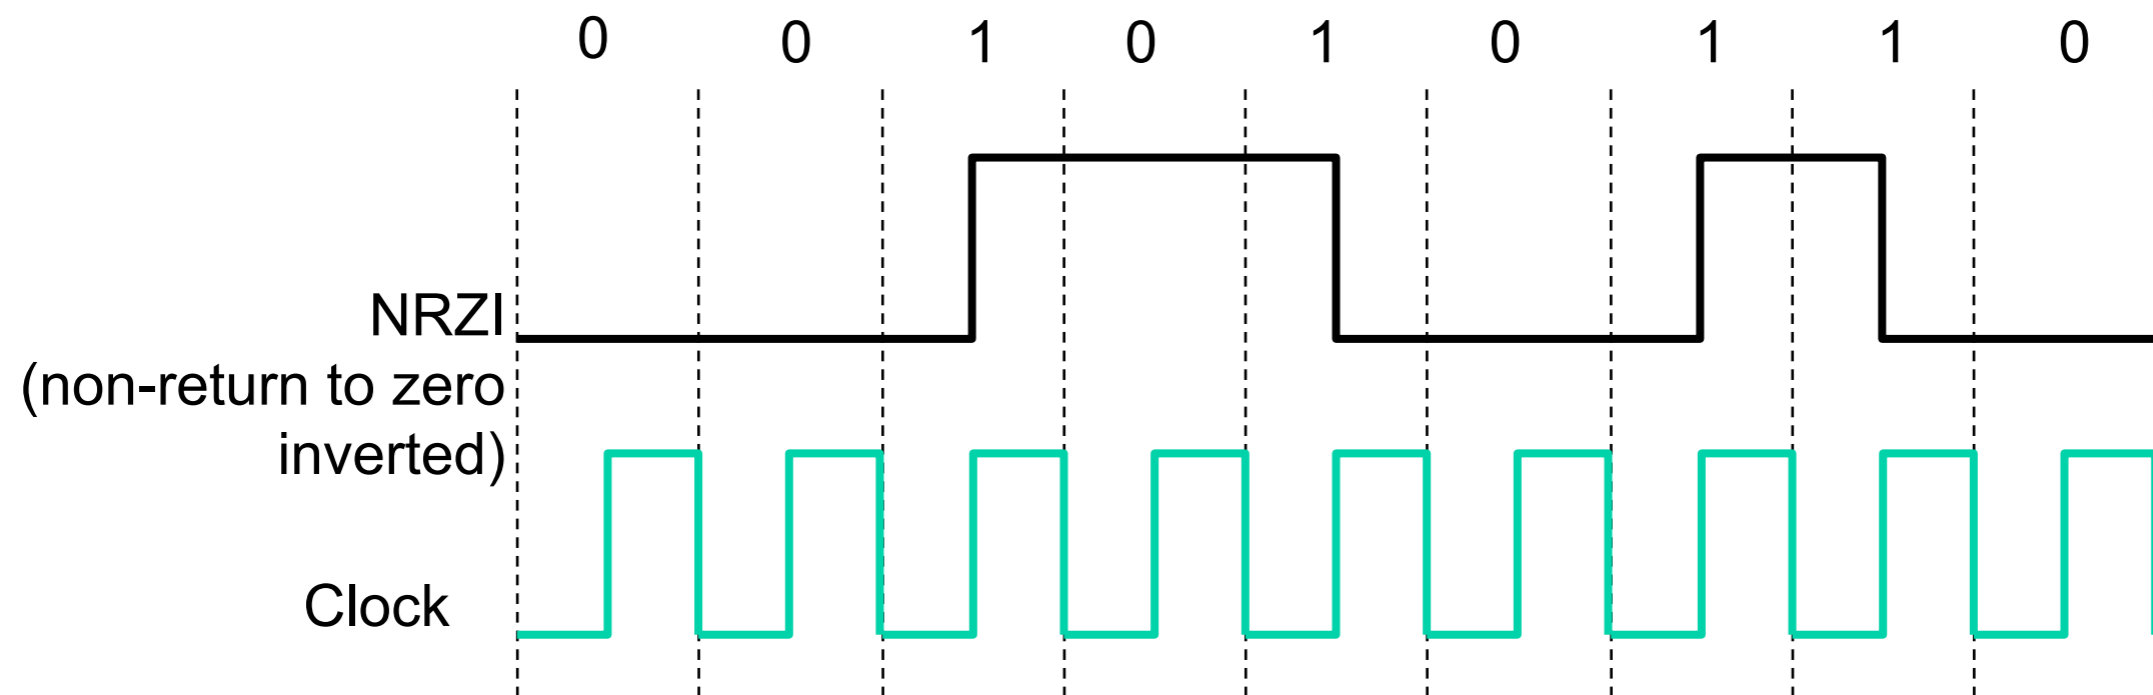 0 0 1 0 1 0 1 1 0
NRZI
(non-return to zero
inverted)
Clock